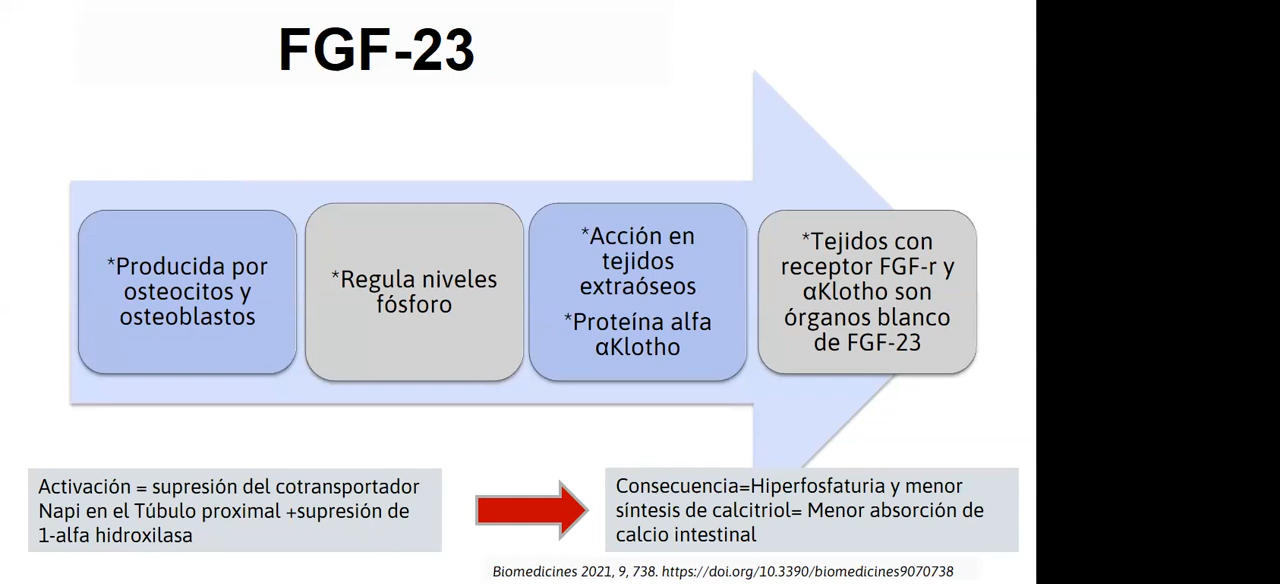 FGF-23
*Producida por
osteocitos y
osteoblastos
*Regula niveles
fósforo
*Acción en
tejidos
extraóseos
*Proteína alfa
αKlotho
*Tejidos con
receptor FGF-r y
αKlotho son
órganos blanco
de FGF-23
Activación = supresión del cotransportador
Napi en el Túbulo proximal +supresión de
1-alfa hidroxilasa
Consecuencia=Hiperfosfaturia y menor
síntesis de calcitriol= Menor absorción de
calcio intestinal
Biomedicines 2021, 9, 738. https://doi.org/10.3390/biomedicines9070738